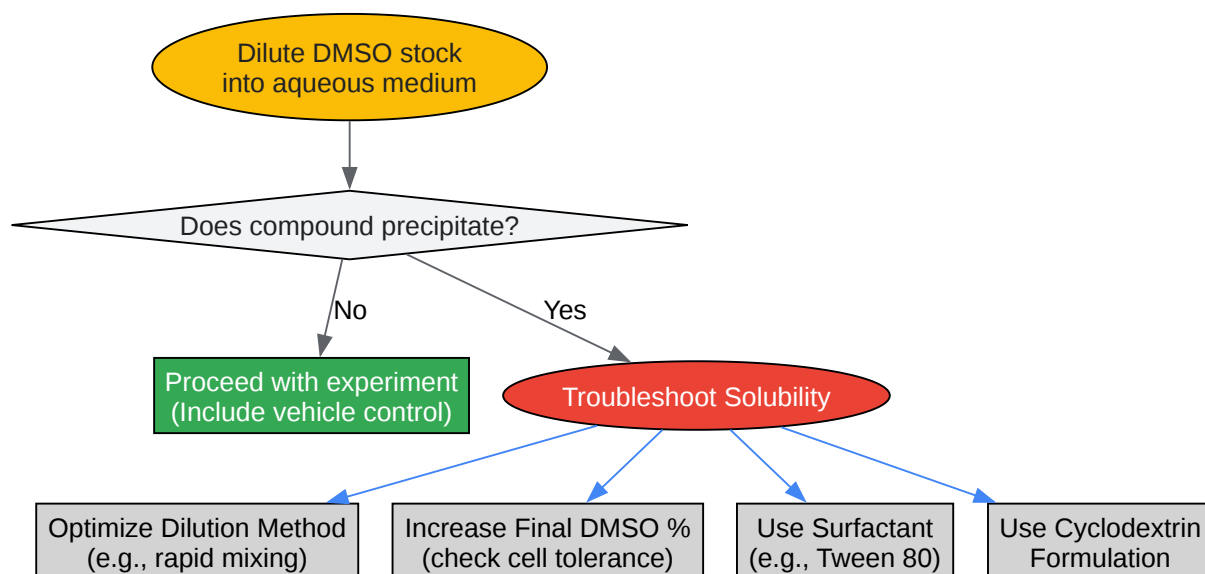 Dilute DMSO stock
into aqueous medium
Does compound precipitate?
No
Yes
Proceed with experiment
(Include vehicle control)
Troubleshoot Solubility
Optimize Dilution Method
(e.g., rapid mixing)
Increase Final DMSO %
(check cell tolerance)
Use Surfactant
(e.g., Tween 80)
Use Cyclodextrin
Formulation